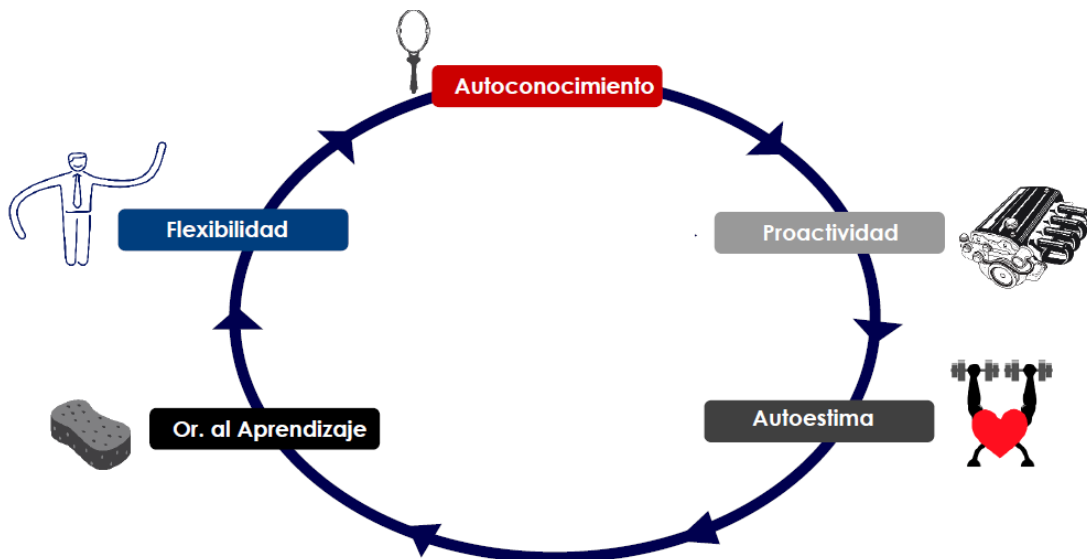 Autoconocimiento
Flexibilidad
Proactividad
Or. al Aprendizaje
Autoestima